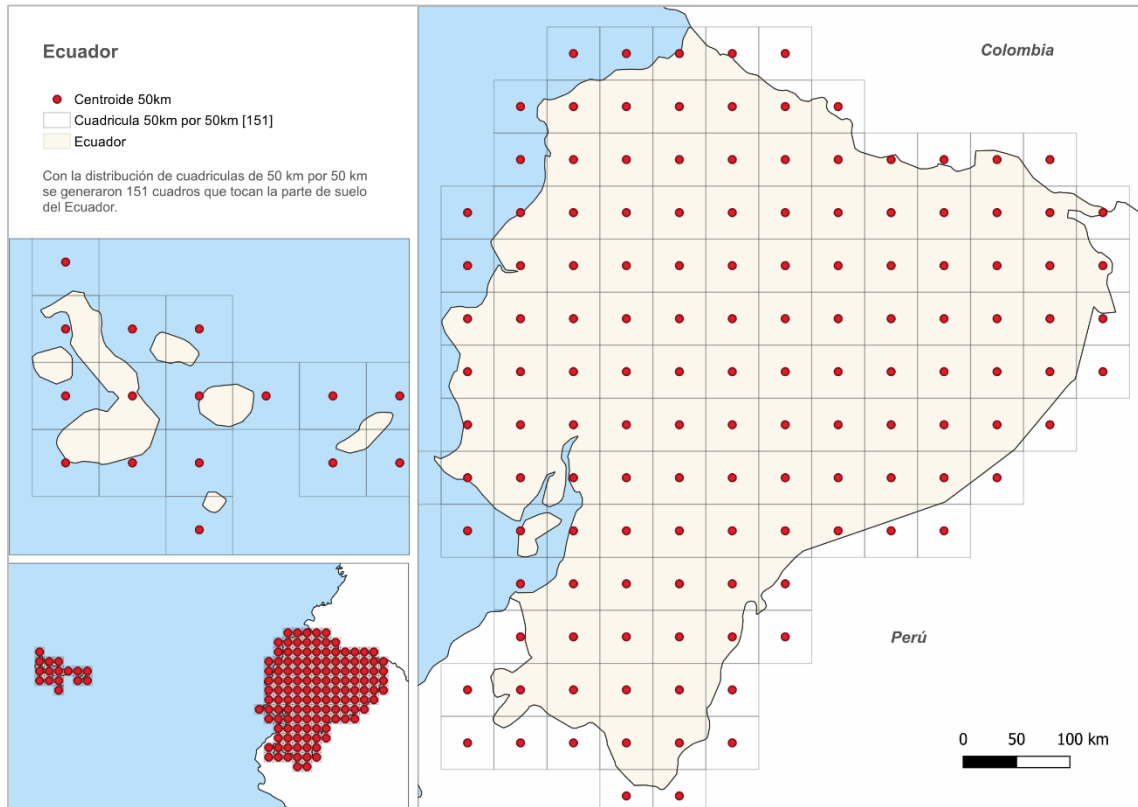 Ecuador
Centroide 50km
Cuadricula 50km por 50km [151]
Ecuador
Con la distribución de cuadriculas de 50 km por 50 km
se generaron 151 cuadros que tocan la parte de suelo
del Ecuador.
Colombia
Perú
0 50 100 km